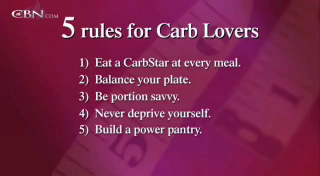 CBN.COM
5 rules for Carb Lovers
1) Eat a CarbStar at every meal.
2) Balance your plate.
3) Be portion savvy.
4) Never deprive yourself.
5) Build a power pantry.